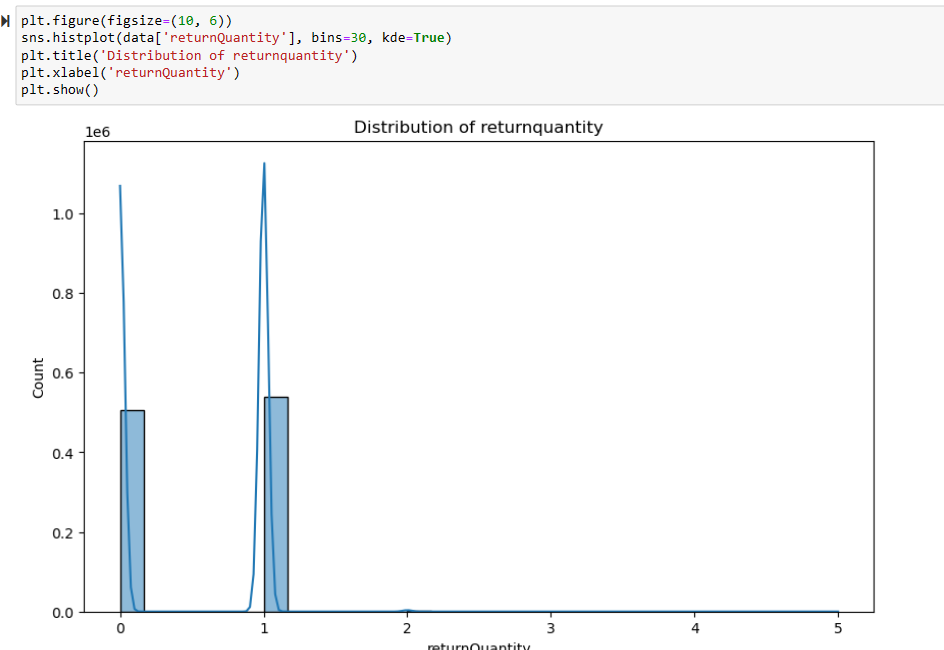 plt.figure(figsize=(10, 6))
sns.histplot(data['returnQuantity'], bins=30, kde=True)
plt.title('Distribution of returnquantity')
plt.xlabel('returnQuantity')
plt.show()
1e6
Distribution of returnquantity
1.0
0.8
0.6
0.4
0.2
0.0
Count
0 1 2 3 4 5
returnQuantity